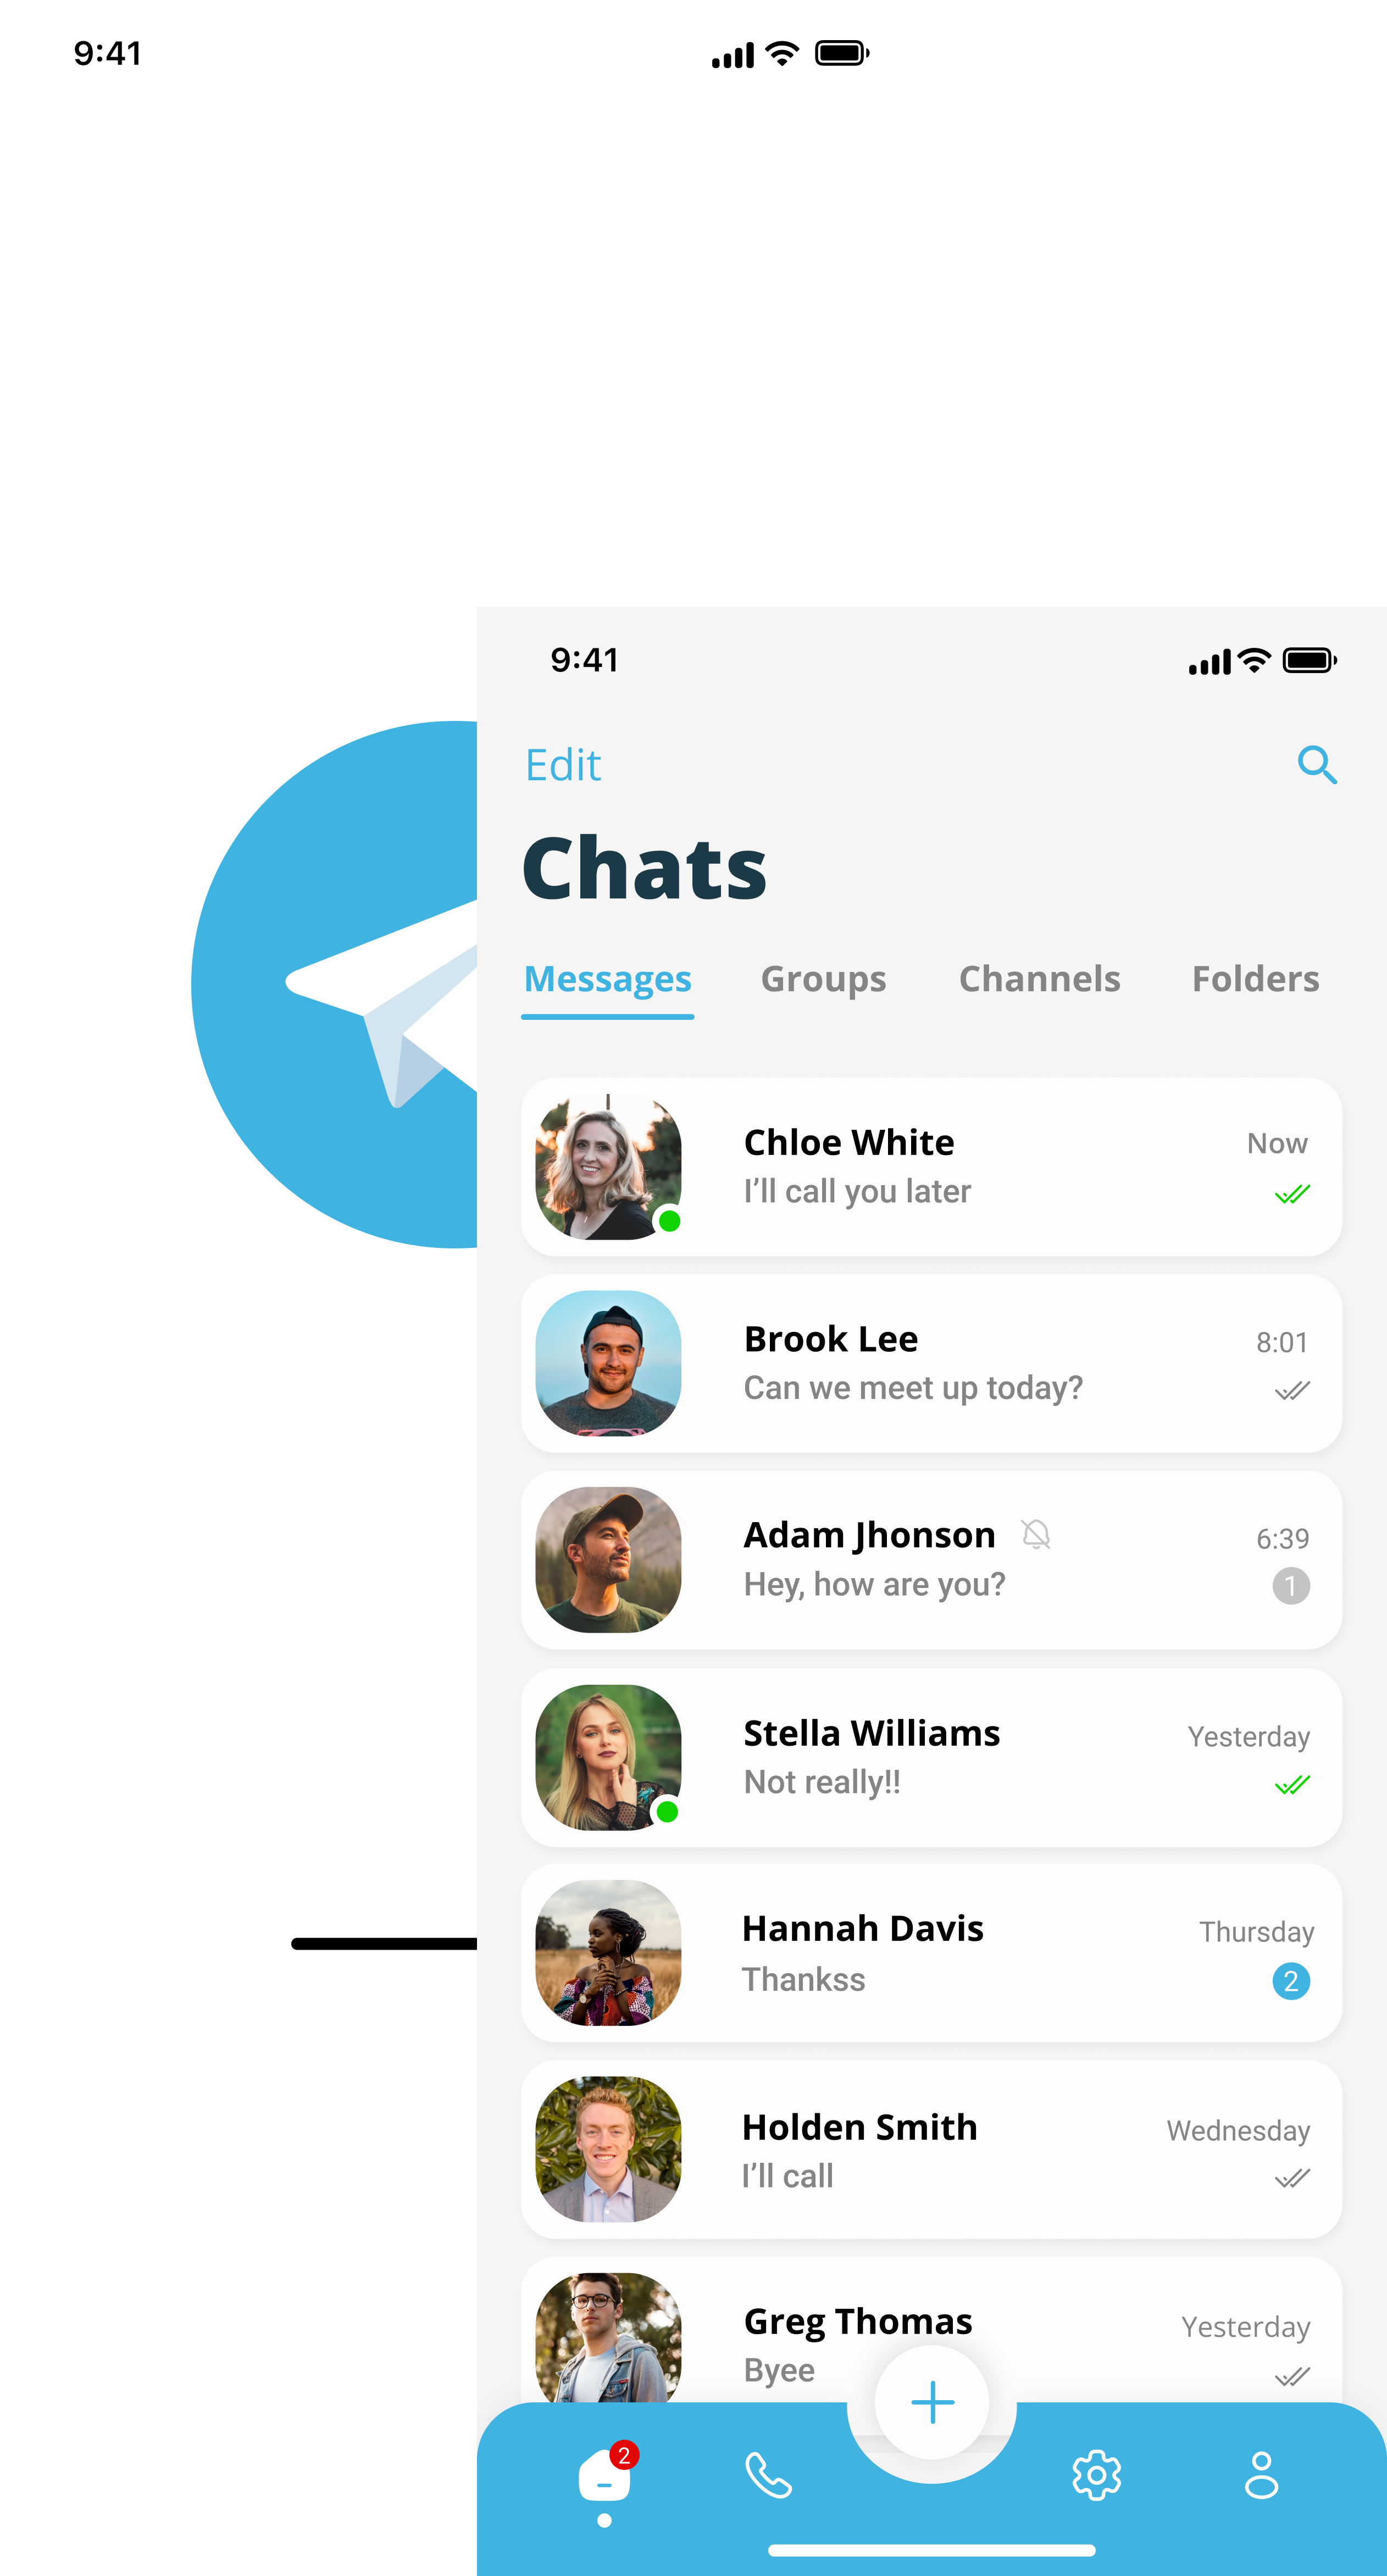 9:41
9:41
Edit
Chats
Messages Groups Channels Folders
Chloe White Now
I’ll call you later
Brook Lee 8:01
Can we meet up today?
Adam Jhonson 6:39
Hey, how are you? 1
Stella Williams Yesterday
Not really!!
Hannah Davis Thursday
Thankss 2
Holden Smith Wednesday
I’ll call
Greg Thomas Yesterday
Byee
2